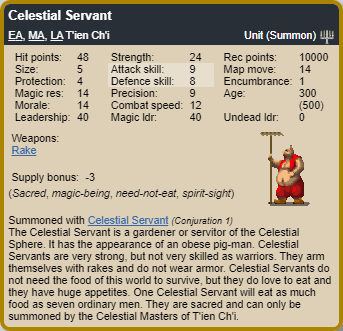 Celestial Servant
EA, MA, LA T'ien Ch'i Unit (Summon)
Hit points: 48 Strength: 24 Rec points: 10000
Size: 5 Attack skill: 9 Map move: 14
Protection: 4 Defence skill: 8 Encumbrance: 1
Magic res: 14 Precision: 9 Age: 300
Morale: 14 Combat speed: 12 (500)
Leadership: 40 Magic ldr: 40 Undead ldr: 0
Weapons:
Rake
Supply bonus: -3
(Sacred, magic-being, need-not-eat, spirit-sight)
Summoned with Celestial Servant (Conjuration 1)
The Celestial Servant is a gardener or servitor of the Celestial
Sphere. It has the appearance of an obese pig-man. Celestial
Servants are very strong, but not very skilled as warriors. They arm
themselves with rakes and do not wear armor. Celestial Servants do
not need the food of this world to survive, but they do love to eat and
they have huge appetites. One Celestial Servant will eat as much
food as seven ordinary men. They are sacred and can only be
summoned by the Celestial Masters of T'ien Ch'i.